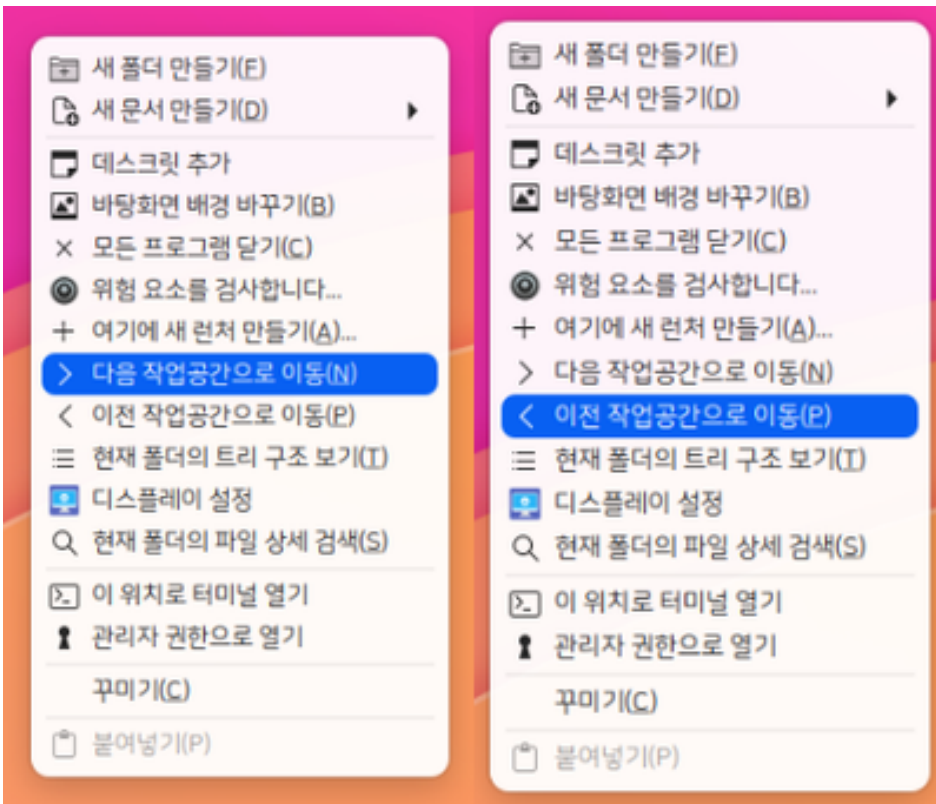 새 폴더 만들기(F)
새 문서 만들기(D)
데스크릿 추가
바탕화면 배경 바꾸기(B)
모든 프로그램 닫기(C)
위험 요소를 검사합니다...
여기에 새 런처 만들기(A)...
다음 작업공간으로 이동(N)
이전 작업공간으로 이동(P)
현재 폴더의 트리 구조 보기(T)
디스플레이 설정
현재 폴더의 파일 상세 검색(S)
이 위치로 터미널 열기
관리자 권한으로 열기
꾸미기(C)
붙여넣기(P)
새 폴더 만들기(F)
새 문서 만들기(D)
데스크릿 추가
바탕화면 배경 바꾸기(B)
모든 프로그램 닫기(C)
위험 요소를 검사합니다...
여기에 새 런처 만들기(A)...
다음 작업공간으로 이동(N)
이전 작업공간으로 이동(P)
현재 폴더의 트리 구조 보기(T)
디스플레이 설정
현재 폴더의 파일 상세 검색(S)
이 위치로 터미널 열기
관리자 권한으로 열기
꾸미기(C)
붙여넣기(P)